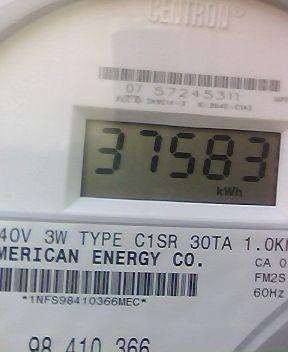 CENTRON®
07 57245311
37583
kWh
40V 3W TYPE C1SR 30TA 1.0K
MERICAN ENERGY CO.
CA 0
FM2S
*1NFS98410366MEC*
60Hz
98 410 366